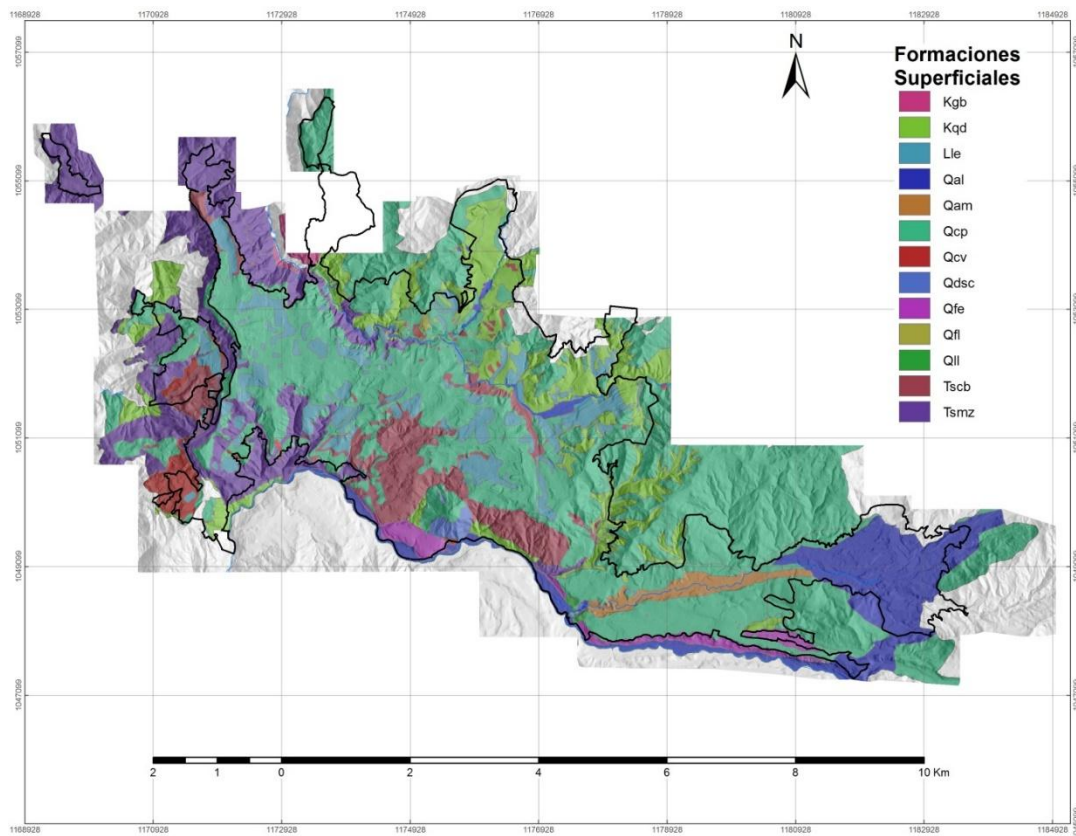 1168928 1170928 1172928 1174928 1176928 1178928 1180928 1182928 1184928
1057099
1055099
1053099
1051099
1049099
1047099
N
Formaciones
Superficiales
Kgb
Kqd
Lle
Qal
Qam
Qcp
Qcv
Qdsc
Qfe
Qfl
Qll
Tscb
Tsmz
2 1 0 2 4 6 8 10 Km
1168928 1170928 1172928 1174928 1176928 1178928 1180928 1182928 1184928